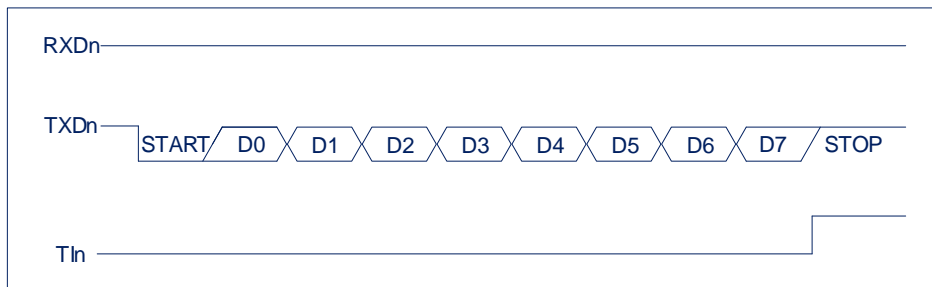 RXDn
TXDn
START D0 D1 D2 D3 D4 D5 D6 D7 STOP
TIn